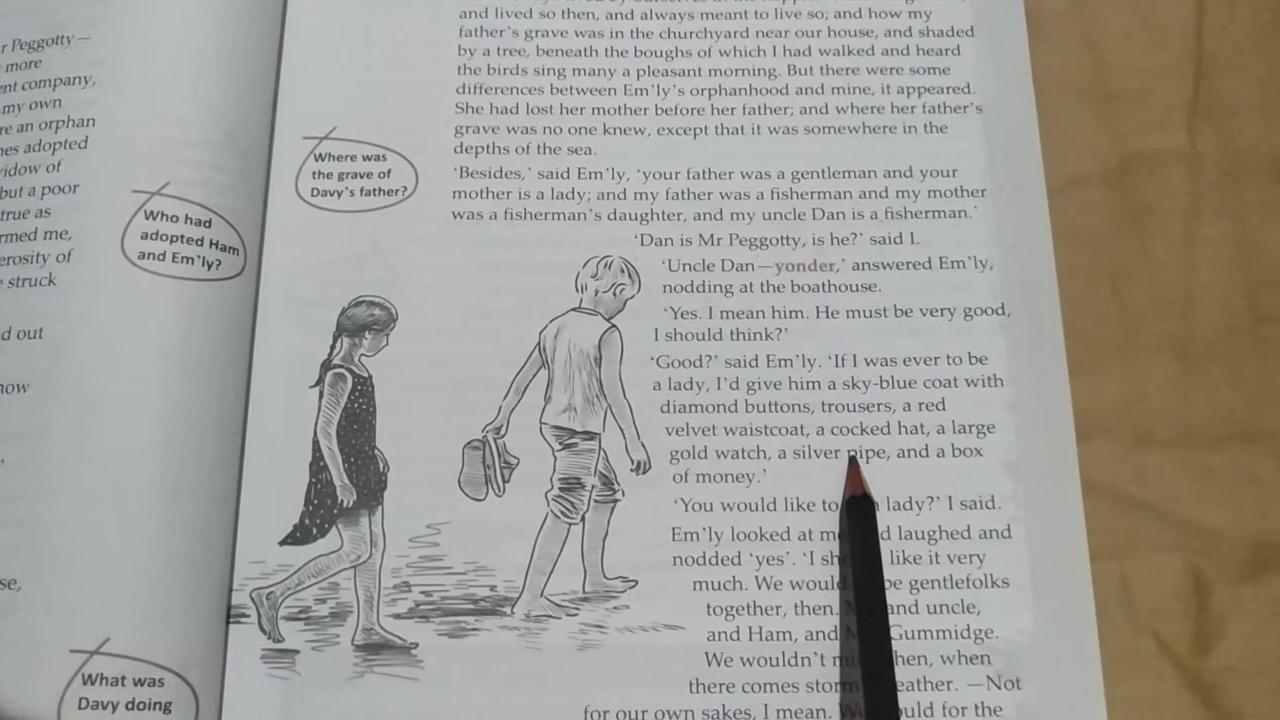 r Peggotty—
more
ent company,
my own
re an orphan
nes adopted
vidow of
but a poor
true as
rmed me,
erosity of
struck
d out
now
se,
Who had
adopted Ham
and Em'ly?
What was
Davy doing
and lived so then, and always meant to live so; and how my
father's grave was in the churchyard near our house, and shaded
by a tree, beneath the boughs of which I had walked and heard
the birds sing many a pleasant morning. But there were some
differences between Em'ly's orphanhood and mine, it appeared.
She had lost her mother before her father; and where her father's
grave was no one knew, except that it was somewhere in the
depths of the sea.
Where was
the grave of
Davy's father?
'Besides,' said Em'ly, 'your father was a gentleman and your
mother is a lady; and my father was a fisherman and my mother
was a fisherman's daughter, and my uncle Dan is a fisherman.'
'Dan is Mr Peggotty, is he?' said I.
'Uncle Dan—yonder,' answered Em'ly,
nodding at the boathouse.
'Yes. I mean him. He must be very good,
I should think?'
'Good?' said Em'ly. 'If I was ever to be
a lady, I'd give him a sky-blue coat with
diamond buttons, trousers, a red
velvet waistcoat, a cocked hat, a large
gold watch, a silver pipe, and a box
of money.'
'You would like to lady?' I said.
Em'ly looked at d laughed and
nodded 'yes'. 'I like it very
much. We would be gentlefolks
together, then. and uncle,
and Ham, and Gummidge.
We wouldn't then, when
there comes weather. —Not
for our own sakes, I mean. would for the